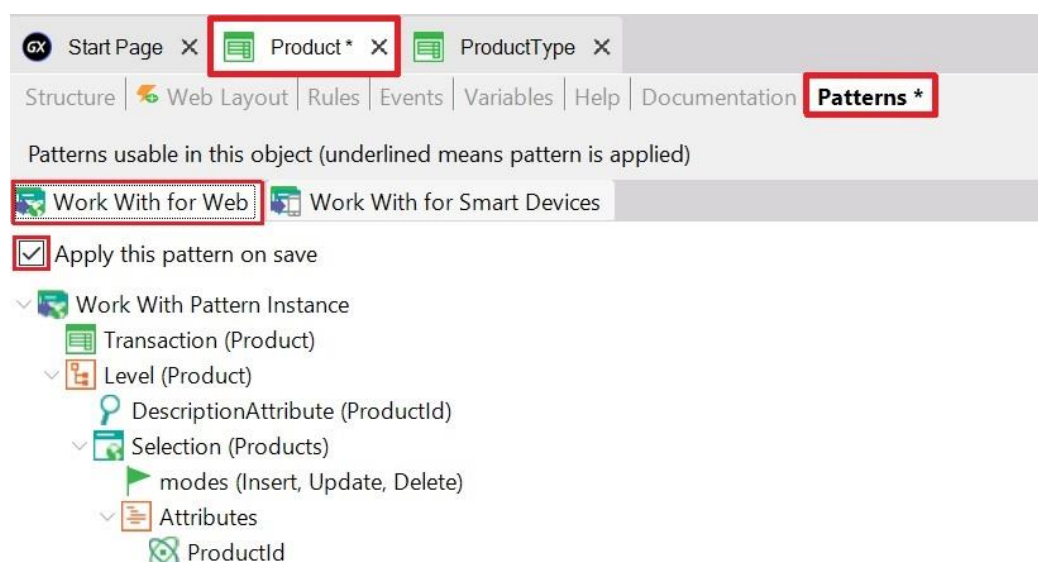 GX Start Page X Product* X ProductType X
Structure Web Layout Rules Events Variables Help Documentation Patterns *
Patterns usable in this object (underlined means pattern is applied)
Work With for Web Work With for Smart Devices
Apply this pattern on save
Work With Pattern Instance
Transaction (Product)
Level (Product)
DescriptionAttribute (ProductId)
Selection (Products)
modes (Insert, Update, Delete)
Attributes
ProductId